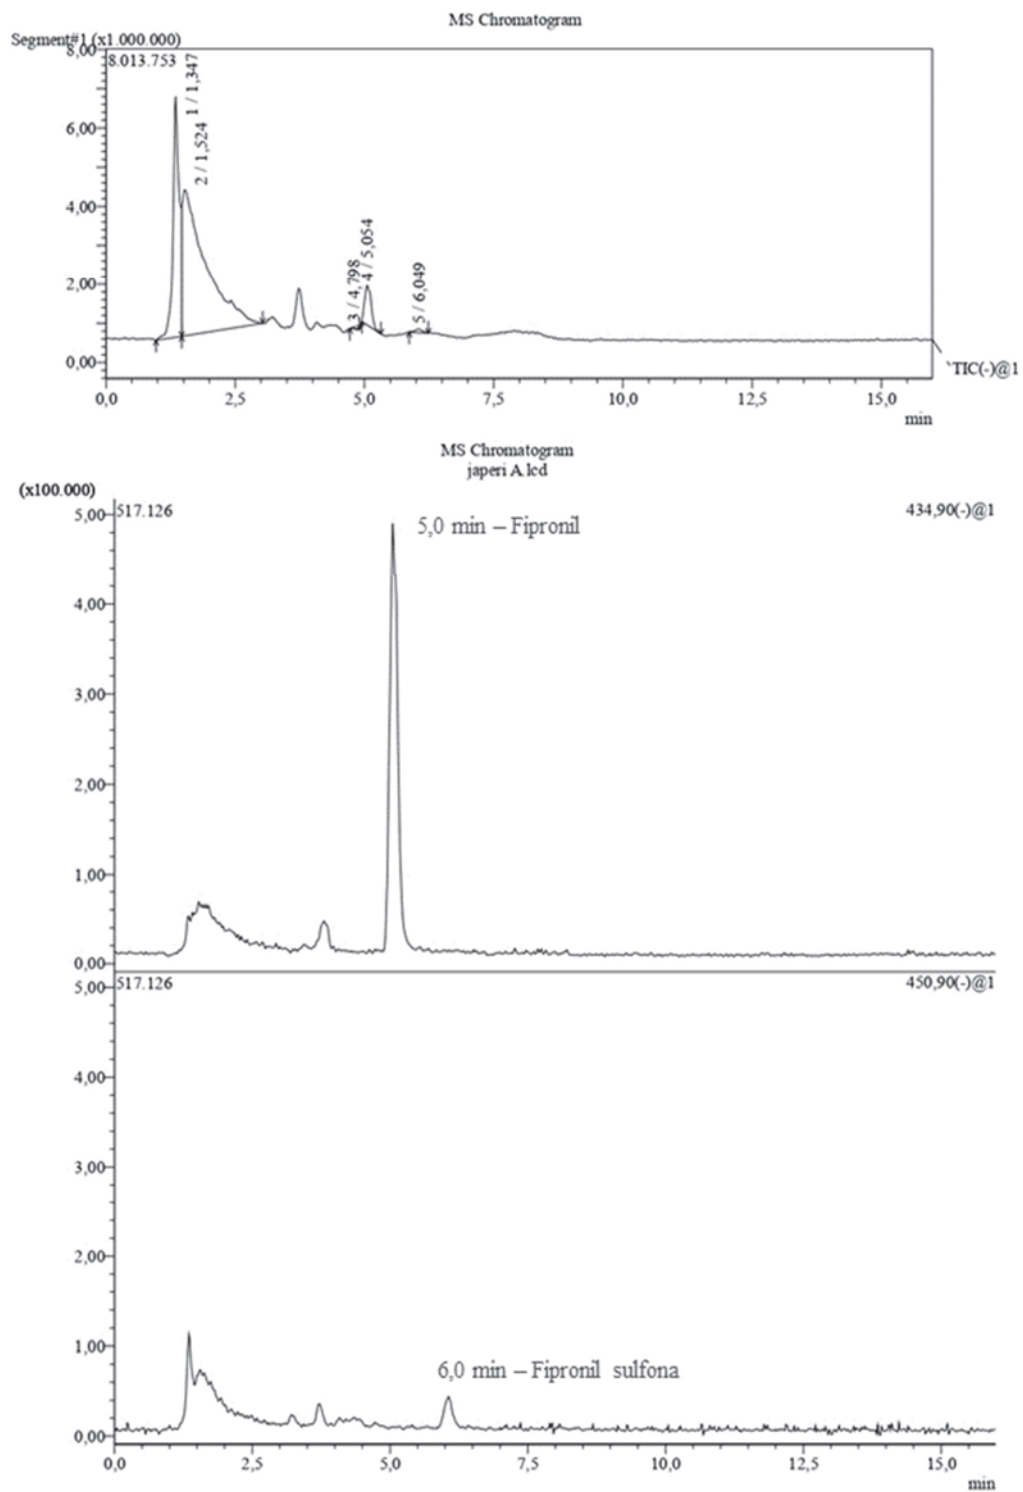 MS Chromatogram
Segment#1 (x1.000.000)
8,00
8.013.753
1 / 1,347
2 / 1,524
6,00
4,00
3 / 4,798
4 / 5,054
5 / 6,049
2,00
0,00
TIC(-)@1
0,0 2,5 5,0 7,5 10,0 12,5 15,0
min
MS Chromatogram
japeri A.lcd
(x100.000)
5,00
517.126
434,90(-)@1
5,0 min – Fipronil
4,00
3,00
2,00
1,00
0,00
5,00
517.126
450,90(-)@1
4,00
3,00
2,00
1,00
6,0 min – Fipronil sulfona
0,00
0,0 2,5 5,0 7,5 10,0 12,5 15,0
min